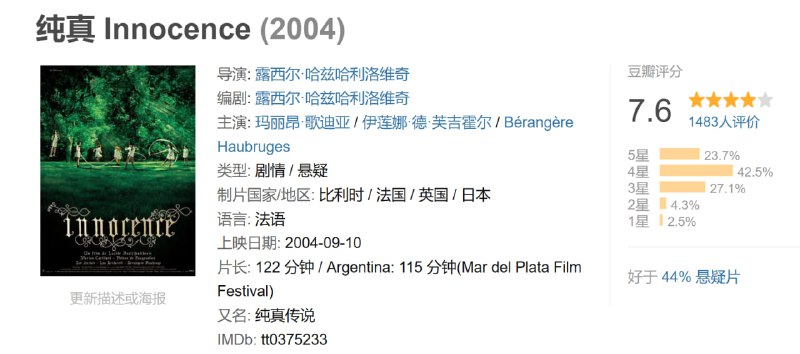 纯真 Innocence (2004)
innocence
Un film de Lucile Hadzihalilovic
更新描述或海报
导演: 露西尔·哈兹哈利洛维奇
编剧: 露西尔·哈兹哈利洛维奇
主演: 玛丽昂·歌迪亚 / 伊莲娜·德·芙吉霍尔 / Bérangère
Haubruges
类型: 剧情 / 悬疑
制片国家/地区: 比利时 / 法国 / 英国 / 日本
语言: 法语
上映日期: 2004-09-10
片长: 122 分钟 / Argentina: 115 分钟(Mar del Plata Film
Festival)
又名: 纯真传说
IMDb: tt0375233
豆瓣评分
7.6
1483人评价
5星 23.7%
4星 42.5%
3星 27.1%
2星 4.3%
1星 2.5%
好于 44% 悬疑片